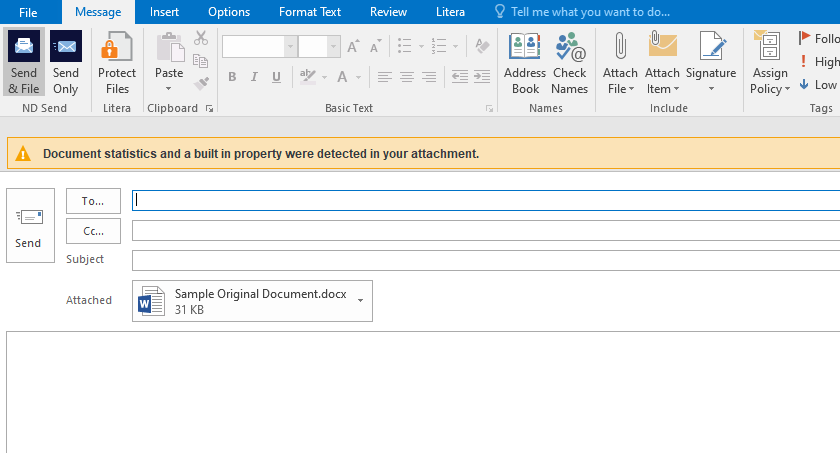 File Message Insert Options Format Text Review Litera Tell me what you want to do...
Send & File
Send Only
ND Send
Protect Files
Litera
Paste
Clipboard
A A A
B I U ab A
Basic Text
Address Book
Check Names
Names
Attach File
Attach Item
Signature
Include
Assign Policy
Follo
High
Low
Tags
Document statistics and a built in property were detected in your attachment.
Send
To...
Cc...
Subject
Attached
Sample Original Document.docx
31 KB